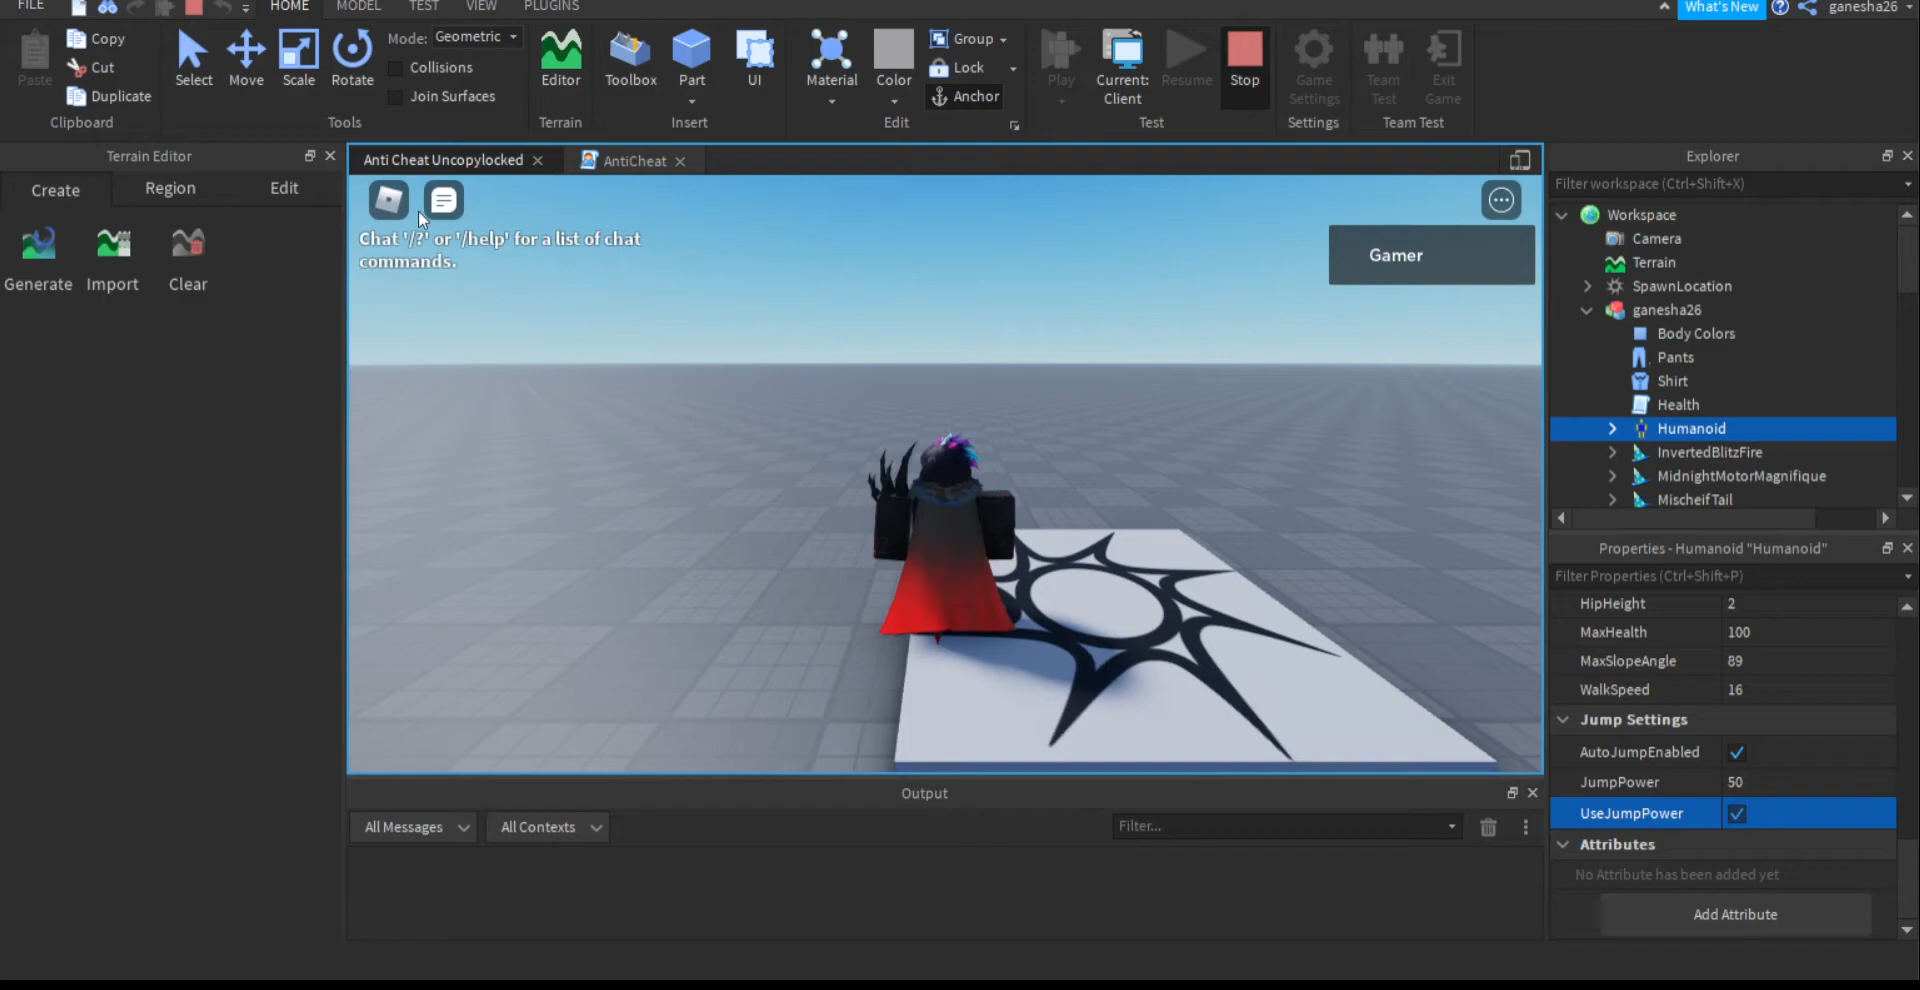 FILE HOME MODEL TEST VIEW PLUGINS What's New ganesha26
Paste Copy Cut Duplicate
Clipboard
Select Move Scale Rotate
Mode: Geometric
Collisions
Join Surfaces
Tools
Editor
Terrain
Toolbox Part UI
Insert
Material Color
Group
Lock
Anchor
Edit
Play Current: Client Resume Stop
Test
Game Settings
Settings
Team Test Exit Game
Team Test
Terrain Editor
Create Region Edit
Generate Import Clear
Anti Cheat Uncopylocked AntiCheat
Chat '/?' or '/help' for a list of chat
commands.
Gamer
Output
All Messages All Contexts Filter...
Explorer
Filter workspace (Ctrl+Shift+X)
Workspace
Camera
Terrain
SpawnLocation
ganesha26
Body Colors
Pants
Shirt
Health
Humanoid
InvertedBlitzFire
MidnightMotorMagnifique
MischeifTail
Properties - Humanoid "Humanoid"
Filter Properties (Ctrl+Shift+P)
HipHeight 2
MaxHealth 100
MaxSlopeAngle 89
WalkSpeed 16
Jump Settings
AutoJumpEnabled
JumpPower 50
UseJumpPower
Attributes
No Attribute has been added yet
Add Attribute